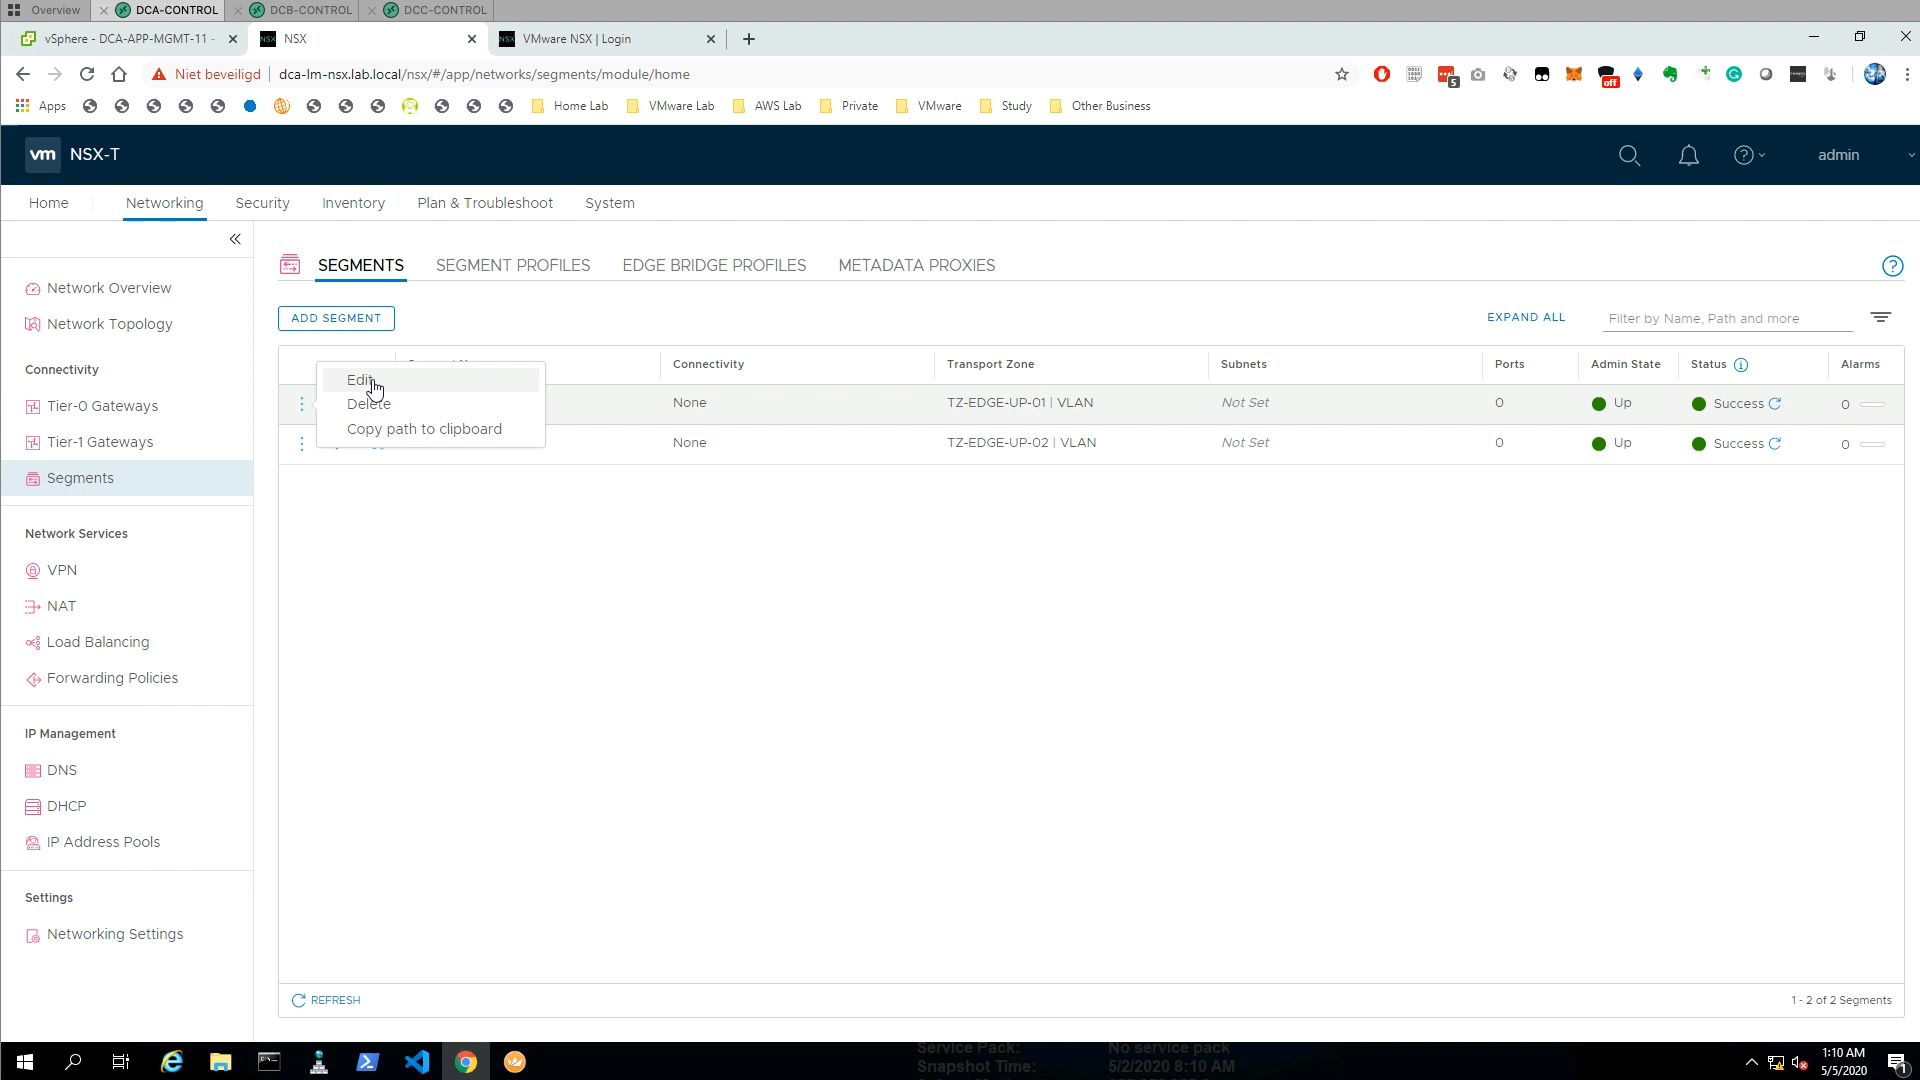 Overview
DCA-CONTROL
DCB-CONTROL
DCC-CONTROL
vSphere - DCA-APP-MGMT-11 -
NSX
VMware NSX | Login
Niet beveiligd
dca-lm-nsx.lab.local/nsx/#/app/networks/segments/module/home
5
off
Apps
Home Lab
VMware Lab
AWS Lab
Private
VMware
Study
Other Business
vm NSX-T
admin
Home
Networking
Security
Inventory
Plan & Troubleshoot
System
SEGMENTS
SEGMENT PROFILES
EDGE BRIDGE PROFILES
METADATA PROXIES
Network Overview
Network Topology
Connectivity
Tier-0 Gateways
Tier-1 Gateways
Segments
Network Services
VPN
NAT
Load Balancing
Forwarding Policies
IP Management
DNS
DHCP
IP Address Pools
Settings
Networking Settings
ADD SEGMENT
EXPAND ALL
Filter by Name, Path and more
Connectivity
Transport Zone
Subnets
Ports
Admin State
Status
Alarms
Edit
Delete
Copy path to clipboard
None
TZ-EDGE-UP-01 | VLAN
Not Set
0
Up
Success
0
None
TZ-EDGE-UP-02 | VLAN
Not Set
0
Up
Success
0
REFRESH
1 - 2 of 2 Segments
Service Pack: No service pack
Snapshot Time: 5/2/2020 8:10 AM
1:10 AM
5/5/2020
1